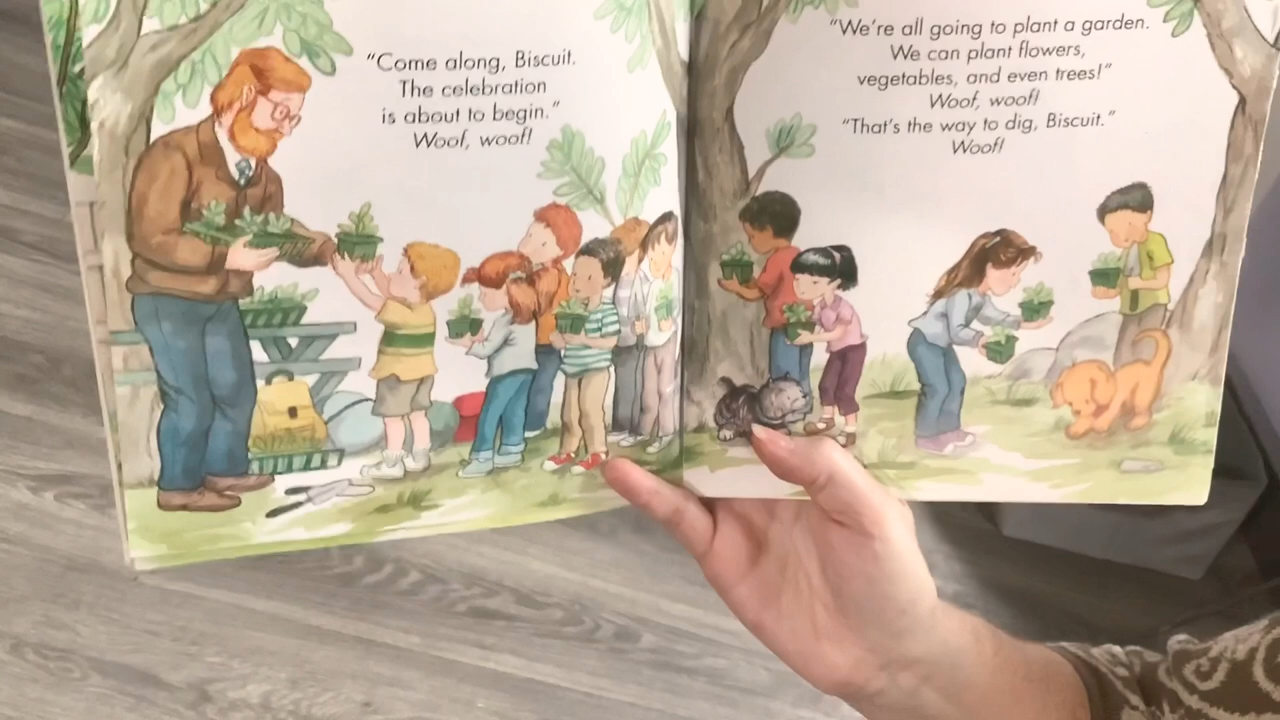 “Come along, Biscuit.
The celebration
is about to begin.”
Woof, woof!
“We’re all going to plant a garden.
We can plant flowers,
vegetables, and even trees!”
Woof, woof!
“That’s the way to dig, Biscuit.”
Woof!